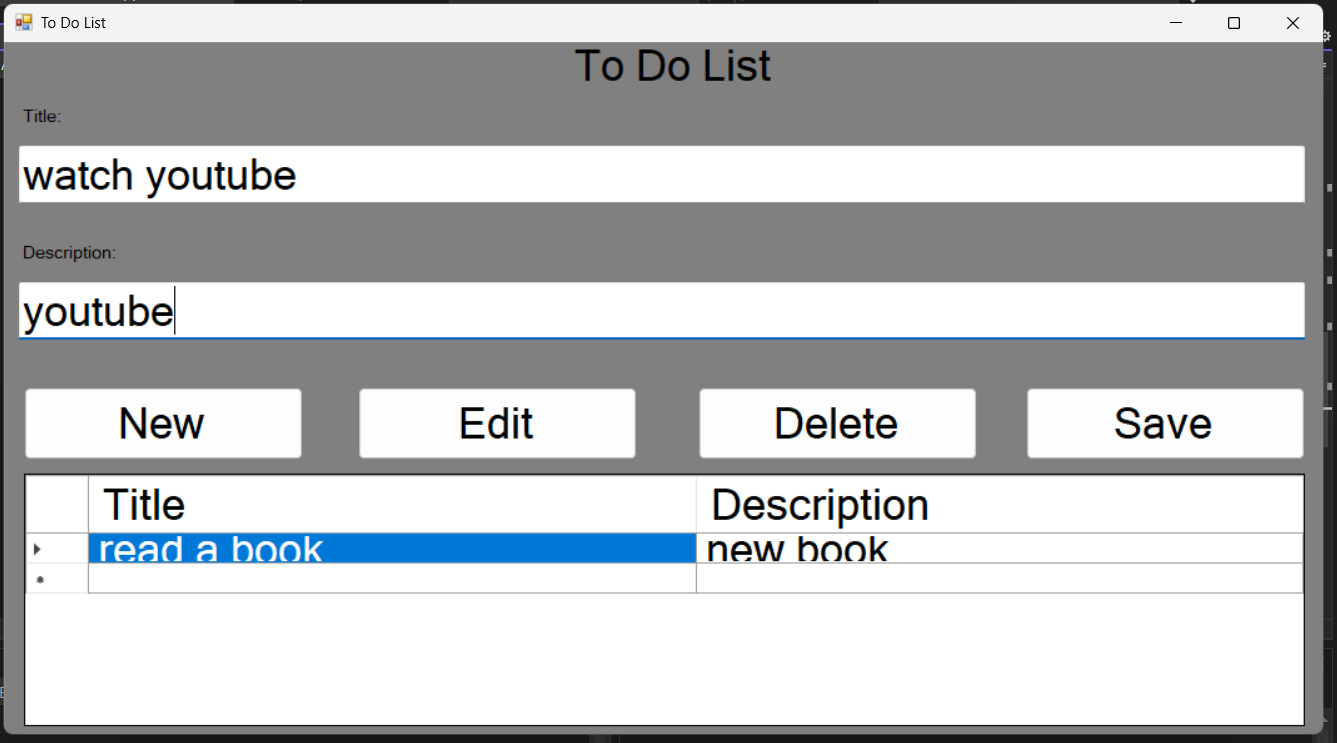 To Do List
To Do List
Title:
watch youtube
Description:
youtube
New Edit Delete Save
Title Description
read a book new book